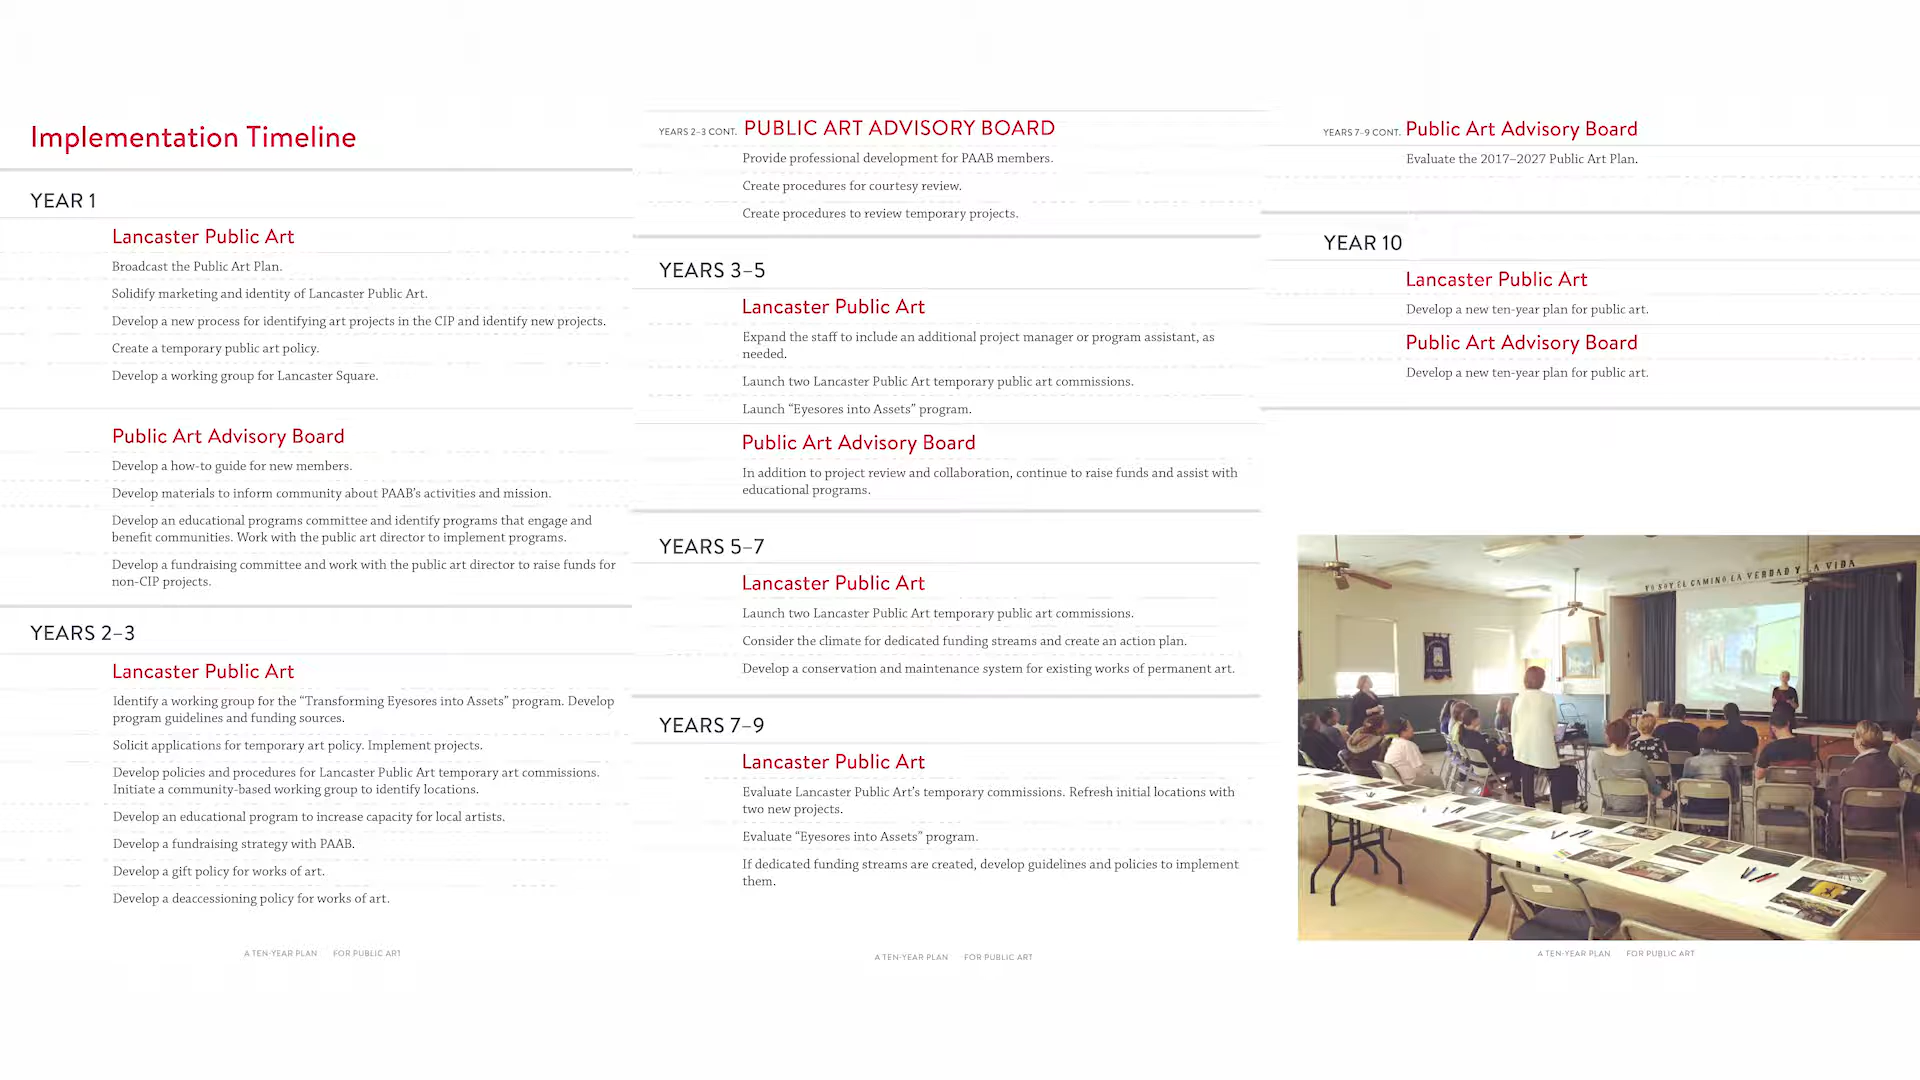 Implementation Timeline
YEAR 1
Lancaster Public Art
Broadcast the Public Art Plan.
Solidify marketing and identity of Lancaster Public Art.
Develop a new process for identifying art projects in the CIP and identify new projects.
Create a temporary public art policy.
Develop a working group for Lancaster Square.
Public Art Advisory Board
Develop a how-to guide for new members.
Develop materials to inform community about PAAB's activities and mission.
Develop an educational programs committee and identify programs that engage and
benefit communities. Work with the public art director to implement programs.
Develop a fundraising committee and work with the public art director to raise funds for
non-CIP projects.
YEARS 2–3
Lancaster Public Art
Identify a working group for the “Transforming Eyesores into Assets” program. Develop
program guidelines and funding sources.
Solicit applications for temporary art policy. Implement projects.
Develop policies and procedures for Lancaster Public Art temporary art commissions.
Initiate a community-based working group to identify locations.
Develop an educational program to increase capacity for local artists.
Develop a fundraising strategy with PAAB.
Develop a gift policy for works of art.
Develop a deaccessioning policy for works of art.
A TEN-YEAR PLAN FOR PUBLIC ART
YEARS 2–3 CONT. PUBLIC ART ADVISORY BOARD
Provide professional development for PAAB members.
Create procedures for courtesy review.
Create procedures to review temporary projects.
YEARS 3–5
Lancaster Public Art
Expand the staff to include an additional project manager or program assistant, as
needed.
Launch two Lancaster Public Art temporary public art commissions.
Launch “Eyesores into Assets” program.
Public Art Advisory Board
In addition to project review and collaboration, continue to raise funds and assist with
educational programs.
YEARS 5–7
Lancaster Public Art
Launch two Lancaster Public Art temporary public art commissions.
Consider the climate for dedicated funding streams and create an action plan.
Develop a conservation and maintenance system for existing works of permanent art.
YEARS 7–9
Lancaster Public Art
Evaluate Lancaster Public Art's temporary commissions. Refresh initial locations with
two new projects.
Evaluate “Eyesores into Assets” program.
If dedicated funding streams are created, develop guidelines and policies to implement
them.
A TEN-YEAR PLAN FOR PUBLIC ART
YEARS 7–9 CONT. Public Art Advisory Board
Evaluate the 2017–2027 Public Art Plan.
YEAR 10
Lancaster Public Art
Develop a new ten-year plan for public art.
Public Art Advisory Board
Develop a new ten-year plan for public art.
YO SOY EL CAMINO LA VERDAD Y LA VIDA
A TEN-YEAR PLAN FOR PUBLIC ART